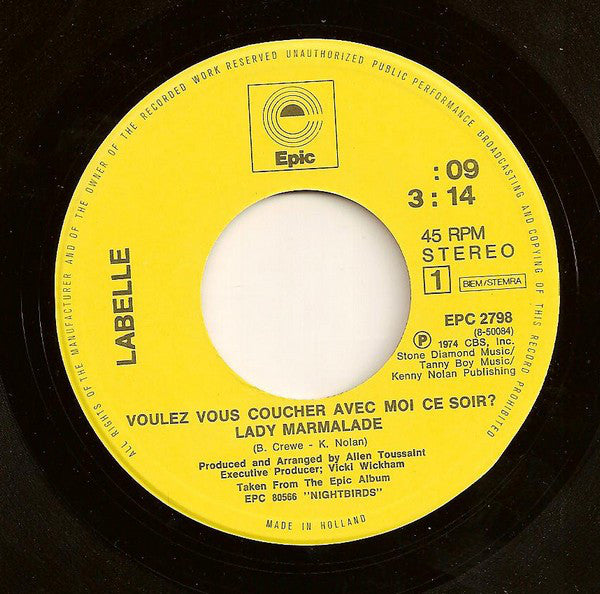 ALL RIGHTS OF THE MANUFACTURER AND OF THE OWNER OF THE RECORDED WORK RESERVED UNAUTHORIZED PUBLIC PERFORMANCE BROADCASTING AND COPYING OF THIS RECORD PROHIBITED
Epic
:09
3:14
45 RPM
STEREO
1 BIEM/STEMRA
EPC 2798
(8-50084)
P 1974 CBS, Inc.
Stone Diamond Music/
Tanny Boy Music/
Kenny Nolan Publishing
LABELLE
VOULEZ VOUS COUCHER AVEC MOI CE SOIR?
LADY MARMALADE
(B. Crewe - K. Nolan)
Produced and Arranged by Allen Toussaint
Executive Producer; Vicki Wickham
Taken From The Epic Album
EPC 80566 "NIGHTBIRDS"
MADE IN HOLLAND